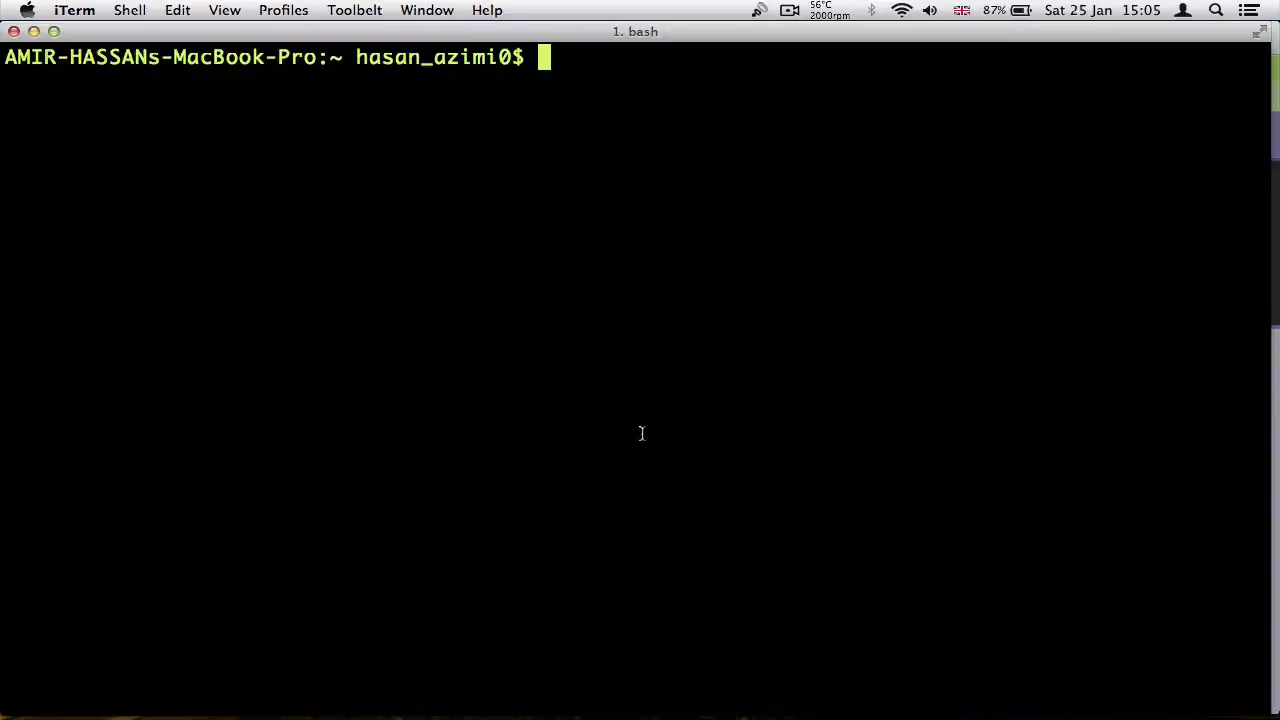 iTerm Shell Edit View Profiles Toolbelt Window Help 56°C 2000rpm 87% Sat 25 Jan 15:05
1. bash
AMIR-HASSANs-MacBook-Pro:~ hasan_azimi0$